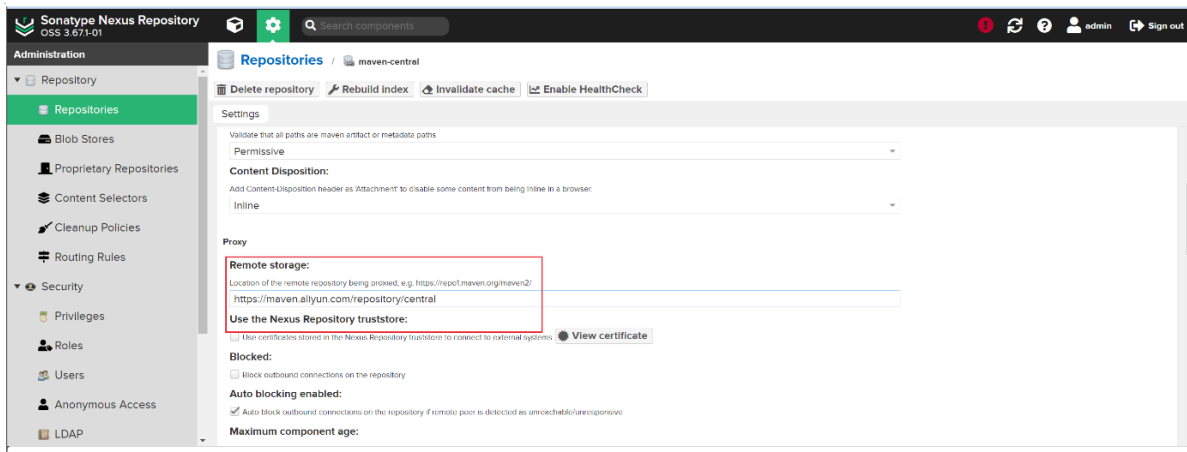 Sonatype Nexus Repository
OSS 3.67.1-01
Search components
admin
Sign out
Administration
Repository
Repositories
Blob Stores
Proprietary Repositories
Content Selectors
Cleanup Policies
Routing Rules
Security
Privileges
Roles
Users
Anonymous Access
LDAP
Repositories / maven-central
Delete repository
Rebuild index
Invalidate cache
Enable HealthCheck
Settings
Validate that all paths are maven artifact or metadata paths
Permissive
Content Disposition:
Add Content-Disposition header as 'Attachment' to disable some content from being inline in a browser.
Inline
Proxy
Remote storage:
Location of the remote repository being proxied, e.g. https://repo1.maven.org/maven2/
https://maven.aliyun.com/repository/central
Use the Nexus Repository truststore:
Use certificates stored in the Nexus Repository truststore to connect to external systems
View certificate
Blocked:
Block outbound connections on the repository
Auto blocking enabled:
Auto block outbound connections on the repository if remote peer is detected as unreachable/unresponsive
Maximum component age: